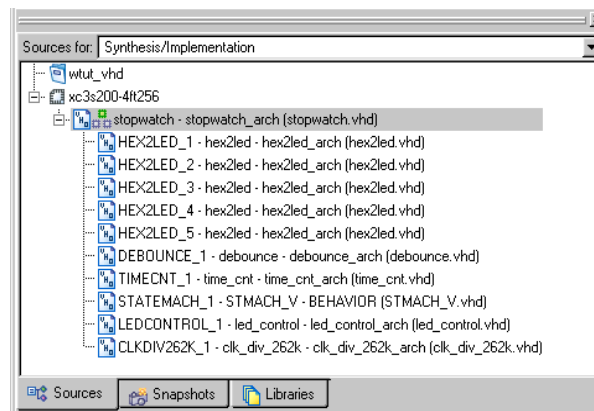 Sources for: Synthesis/Implementation
wtut_vhd
xc3s200-4ft256
stopwatch - stopwatch_arch (stopwatch.vhd)
HEX2LED_1 - hex2led - hex2led_arch (hex2led.vhd)
HEX2LED_2 - hex2led - hex2led_arch (hex2led.vhd)
HEX2LED_3 - hex2led - hex2led_arch (hex2led.vhd)
HEX2LED_4 - hex2led - hex2led_arch (hex2led.vhd)
HEX2LED_5 - hex2led - hex2led_arch (hex2led.vhd)
DEBOUNCE_1 - debounce - debounce_arch (debounce.vhd)
TIMECNT_1 - time_cnt - time_cnt_arch (time_cnt.vhd)
STATEMACH_1 - STMACH_V - BEHAVIOR (STMACH_V.vhd)
LEDCONTROL_1 - led_control - led_control_arch (led_control.vhd)
CLKDIV262K_1 - clk_div_262k - clk_div_262k_arch (clk_div_262k.vhd)
Sources Snapshots Libraries